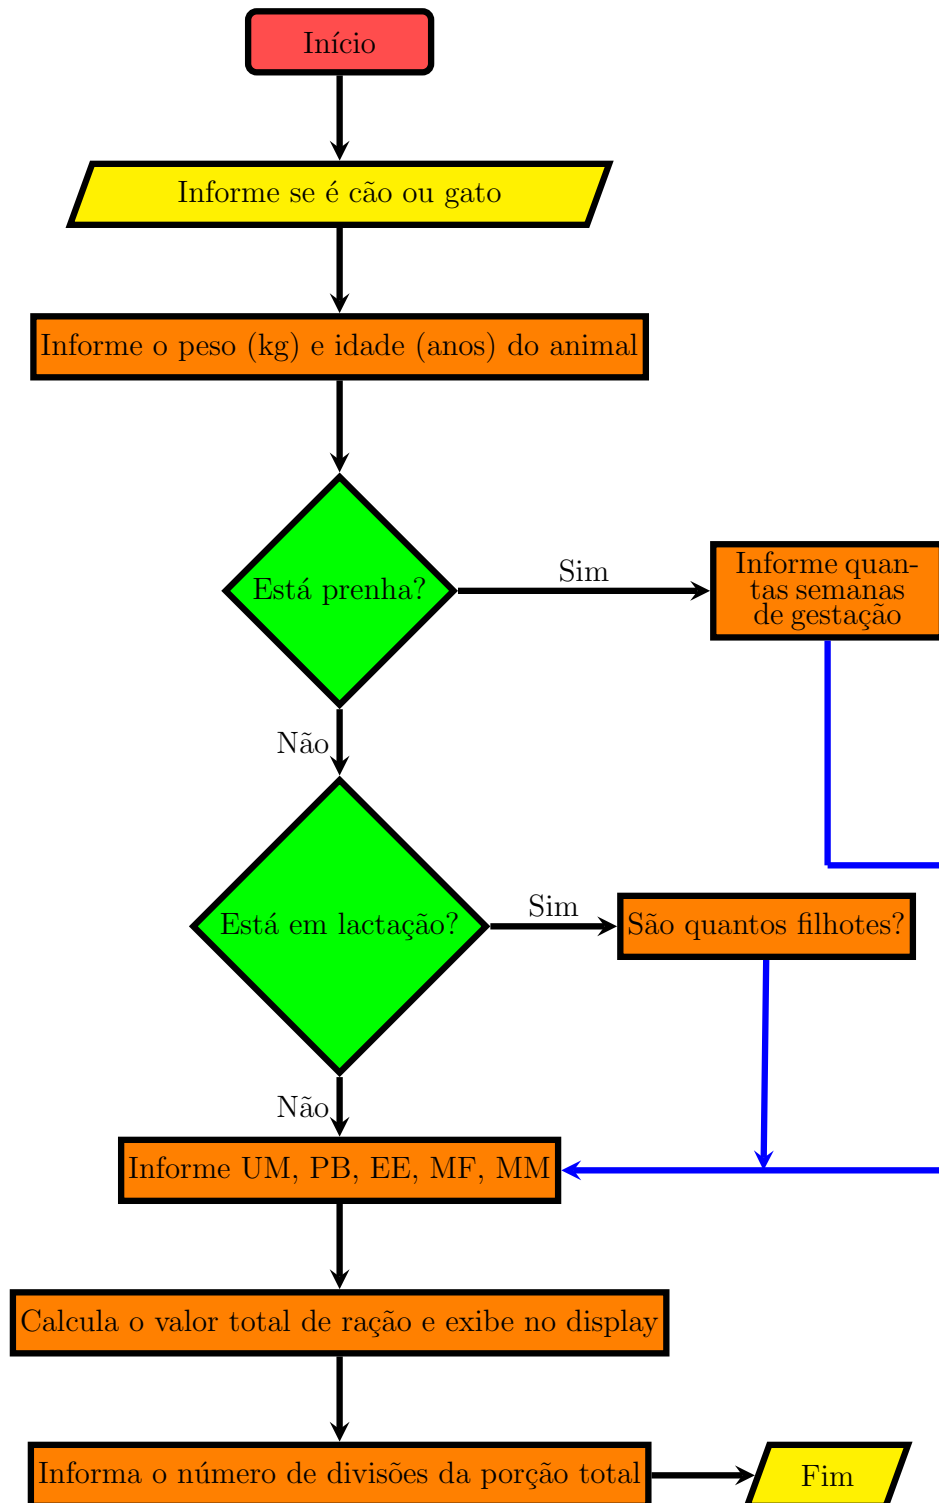 Início
Informe se é cão ou gato
Informe o peso (kg) e idade (anos) do animal
Está prenha?
Sim
Informe quan-
tas semanas
de gestação
Não
Está em lactação?
Sim
São quantos filhotes?
Não
Informe UM, PB, EE, MF, MM
Calcula o valor total de ração e exibe no display
Informa o número de divisões da porção total
Fim